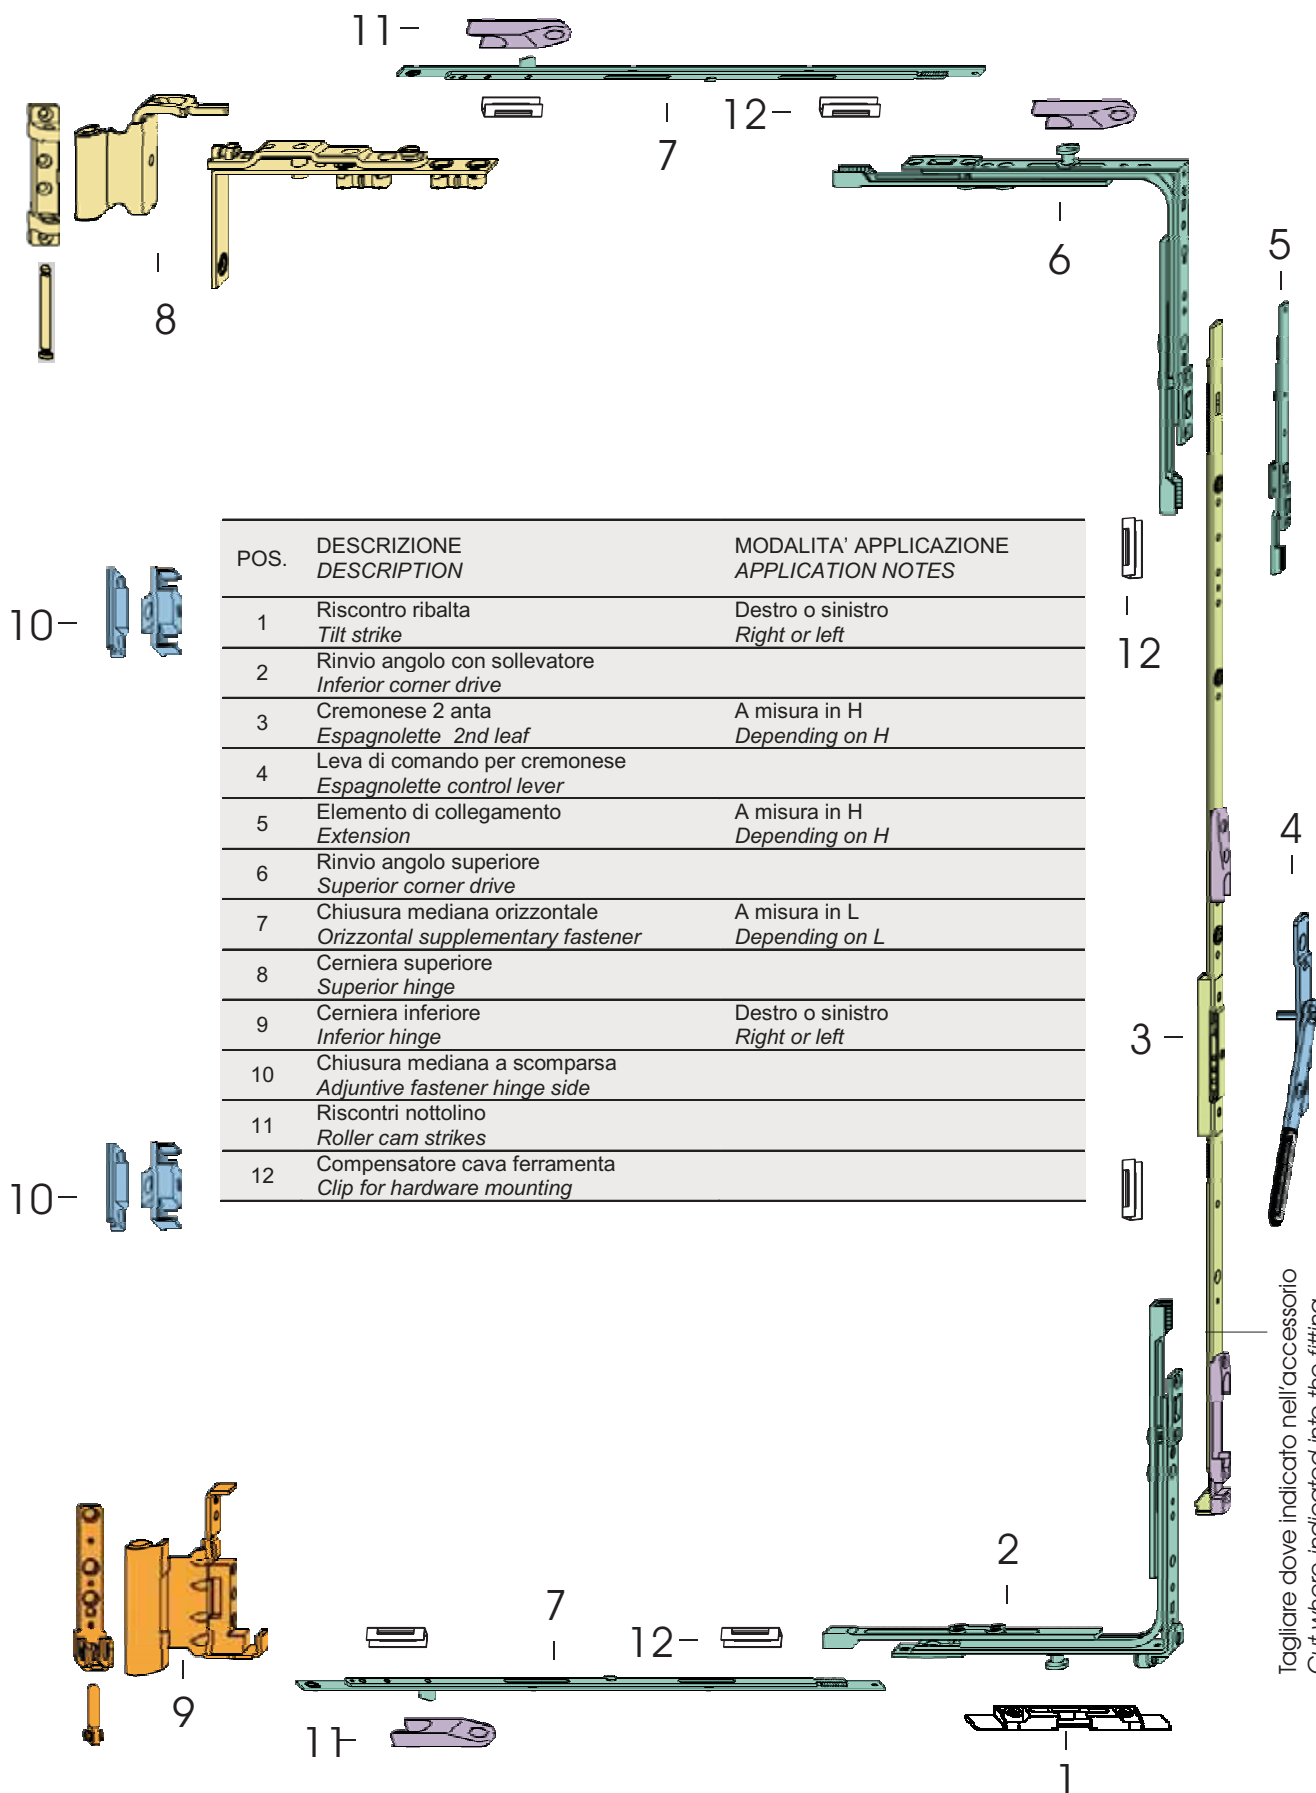 11
12
7
6
5
8
POS.
DESCRIZIONE
DESCRIPTION
MODALITA' APPLICAZIONE
APPLICATION NOTES
1
Riscontro ribalta
Tilt strike
Destro o sinistro
Right or left
2
Rinvio angolo con sollevatore
Inferior corner drive
3
Cremonese 2 anta
Espagnolette 2nd leaf
A misura in H
Depending on H
4
Leva di comando per cremonese
Espagnolette control lever
5
Elemento di collegamento
Extension
A misura in H
Depending on H
6
Rinvio angolo superiore
Superior corner drive
7
Chiusura mediana orizzontale
Orizzontal supplementary fastener
A misura in L
Depending on L
8
Cerniera superiore
Superior hinge
9
Cerniera inferiore
Inferior hinge
Destro o sinistro
Right or left
10
Chiusura mediana a scomparsa
Adjuntive fastener hinge side
11
Riscontri nottolino
Roller cam strikes
12
Compensatore cava ferramenta
Clip for hardware mounting
10
12
4
3
10
Tagliare dove indicato nell'accessorio
Cut where indicated into the fitting
2
7
12
9
11
1